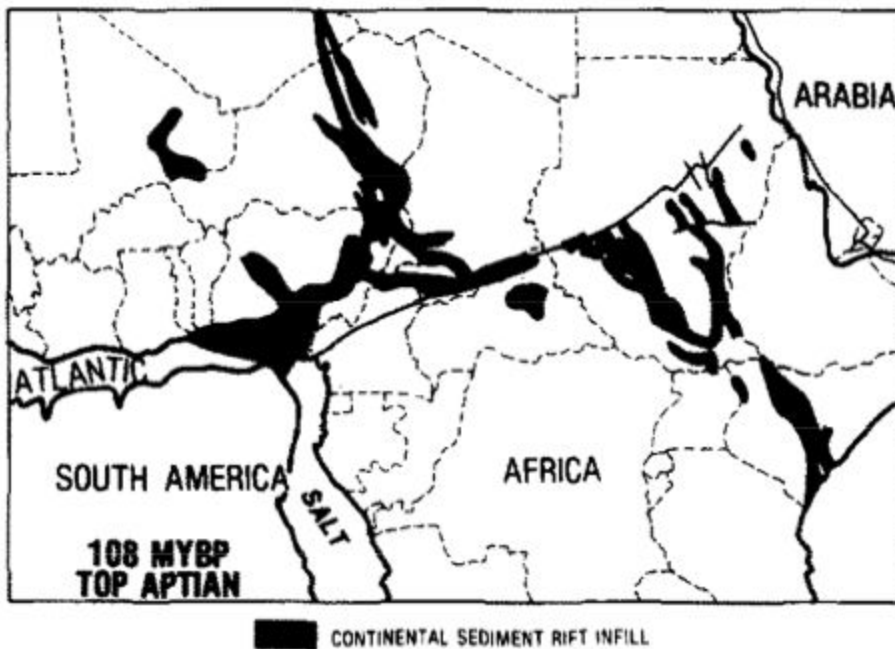 ARABIA
ATLANTIC
SOUTH AMERICA
AFRICA
SALT
108 MYBP
TOP APTIAN
CONTINENTAL SEDIMENT RIFT INFILL